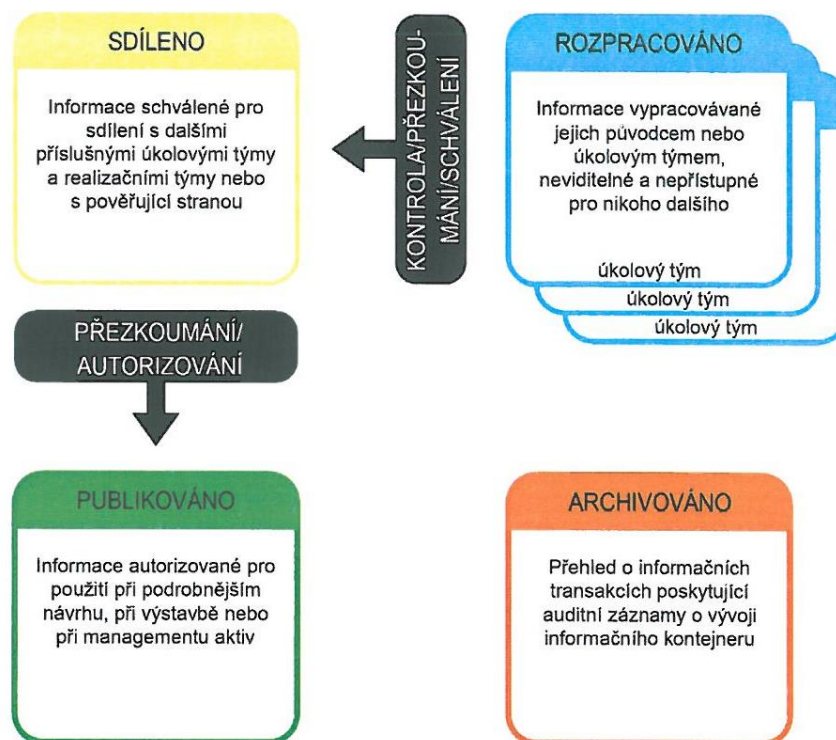 SDÍLENO
Informace schválené pro
sdílení s dalšími
příslušnými úkolovými týmy
a realizačními týmy nebo
s pověřující stranou
KONTROLA/PŘEZKOU-
MÁNÍ/SCHVÁLENÍ
ROZPRACOVÁNO
Informace vypracovávané
jejich původcem nebo
úkolovým týmem,
neviditelné a nepřístupné
pro nikoho dalšího
úkolový tým
úkolový tým
úkolový tým
PŘEZKOUMÁNÍ/
AUTORIZOVÁNÍ
PUBLIKOVÁNO
Informace autorizované pro
použití při podrobnějším
návrhu, při výstavbě nebo
při managementu aktiv
ARCHIVOVÁNO
Přehled o informačních
transakcích poskytující
auditní záznamy o vývoji
informačního kontejneru